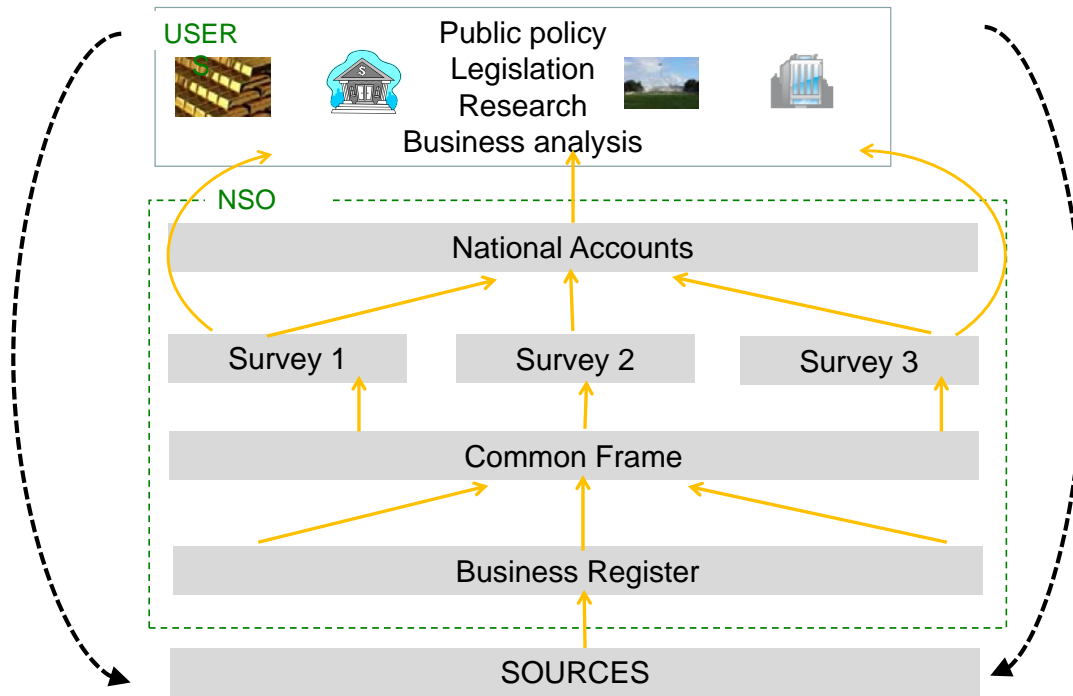 USER
S
Public policy
Legislation
Research
Business analysis
NSO
National Accounts
Survey 1
Survey 2
Survey 3
Common Frame
Business Register
SOURCES